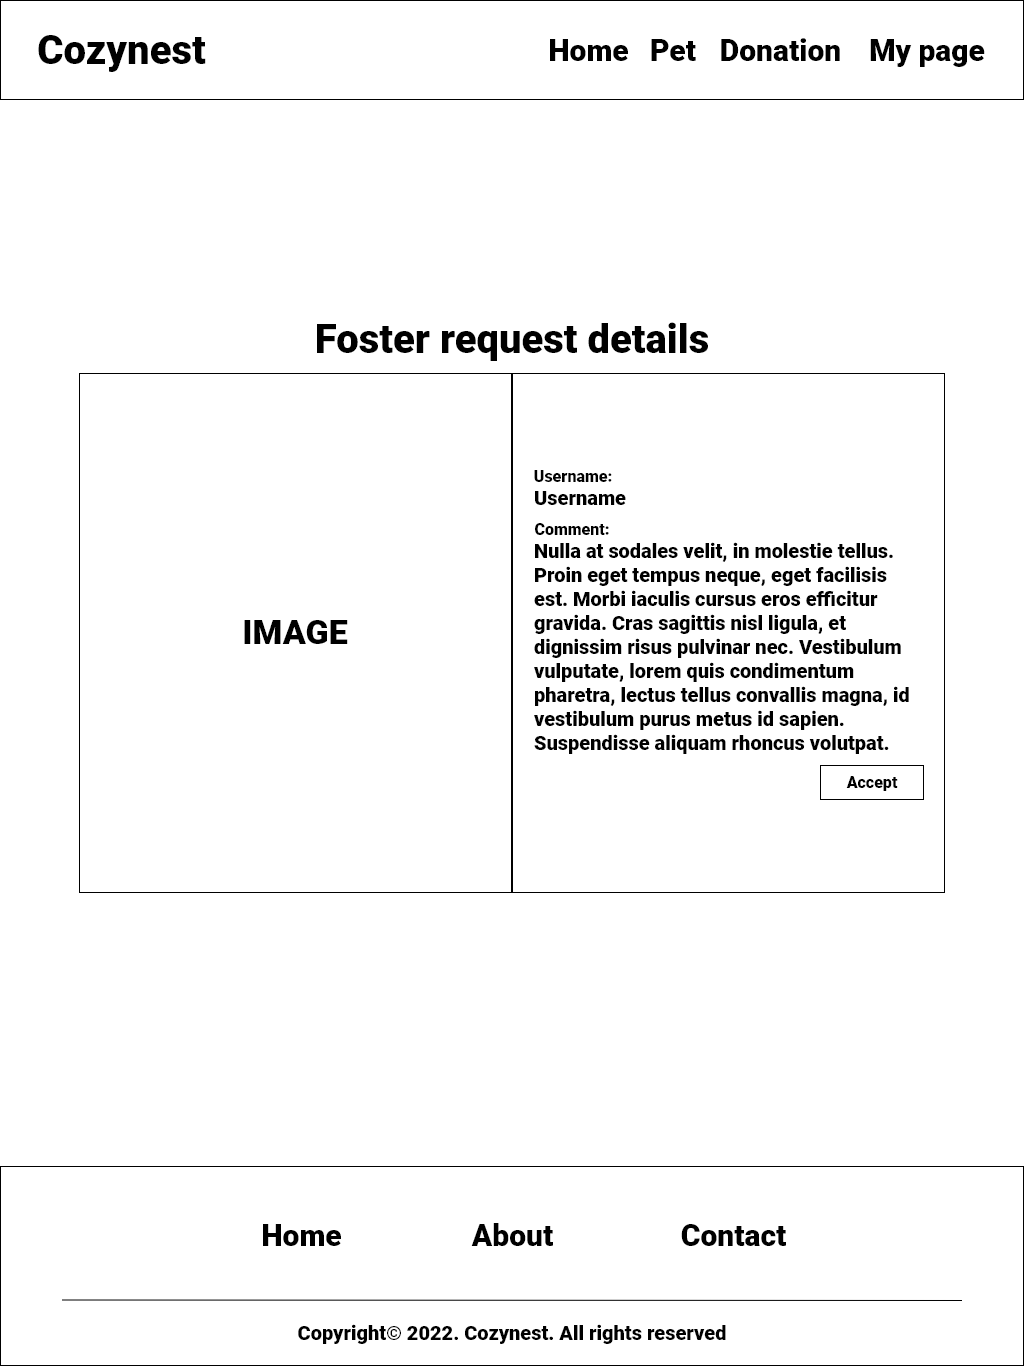 Cozynest
Home Pet Donation My page
Foster request details
IMAGE
Username:
Username
Comment:
Nulla at sodales velit, in molestie tellus.
Proin eget tempus neque, eget facilisis
est. Morbi iaculis cursus eros efficitur
gravida. Cras sagittis nisl ligula, et
dignissim risus pulvinar nec. Vestibulum
vulputate, lorem quis condimentum
pharetra, lectus tellus convallis magna, id
vestibulum purus metus id sapien.
Suspendisse aliquam rhoncus volutpat.
Accept
Home About Contact
Copyright© 2022. Cozynest. All rights reserved